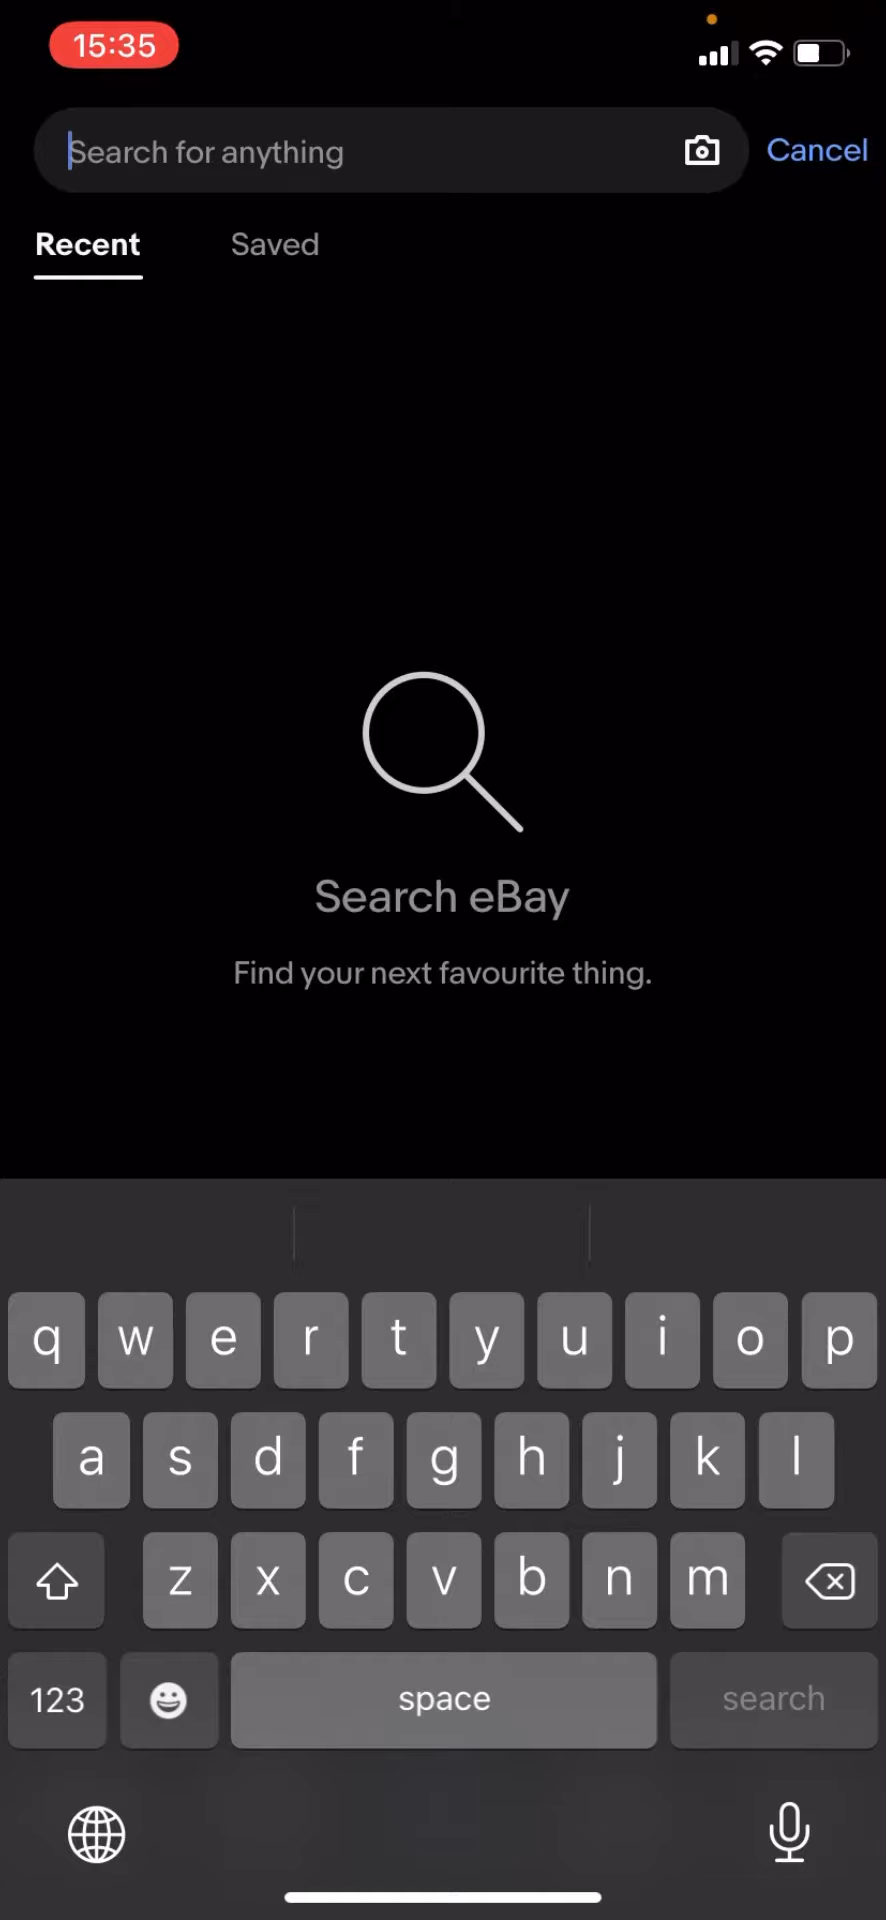 15:35
Search for anything
Cancel
Recent
Saved
Search eBay
Find your next favourite thing.
q w e r t y u i o p
a s d f g h j k l
z x c v b n m
123
space
search